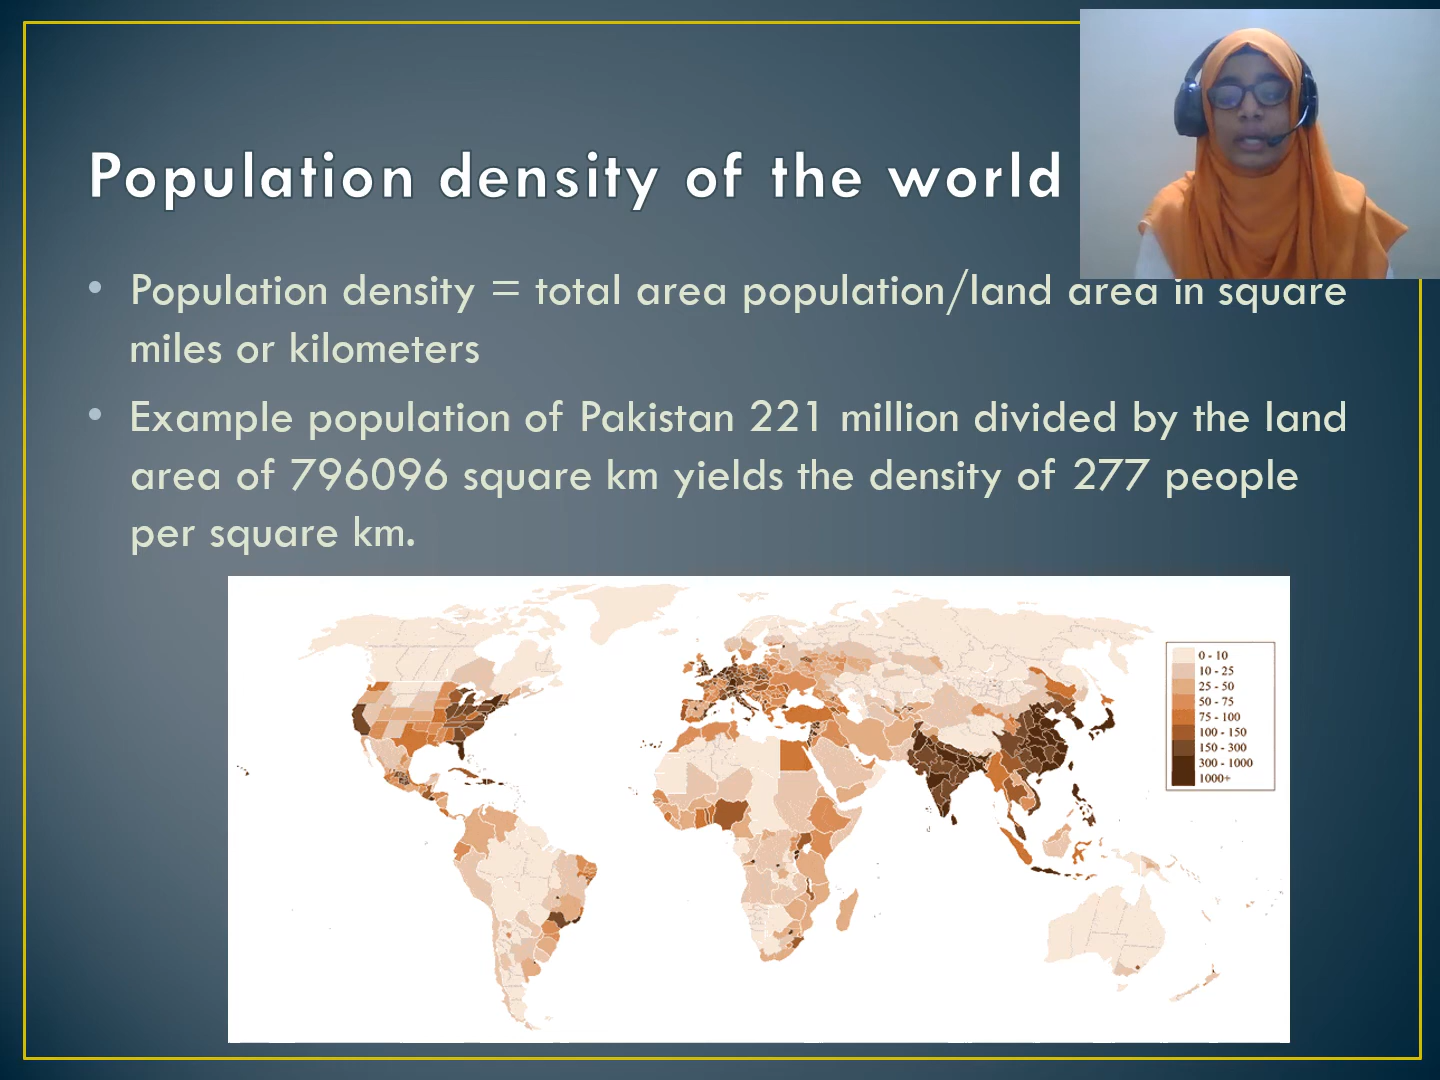 Population density of the world
• Population density = total area population/land area in square
miles or kilometers
• Example population of Pakistan 221 million divided by the land
area of 796096 square km yields the density of 277 people
per square km.
0 - 10
10 - 25
25 - 50
50 - 75
75 - 100
100 - 150
150 - 300
300 - 1000
1000+